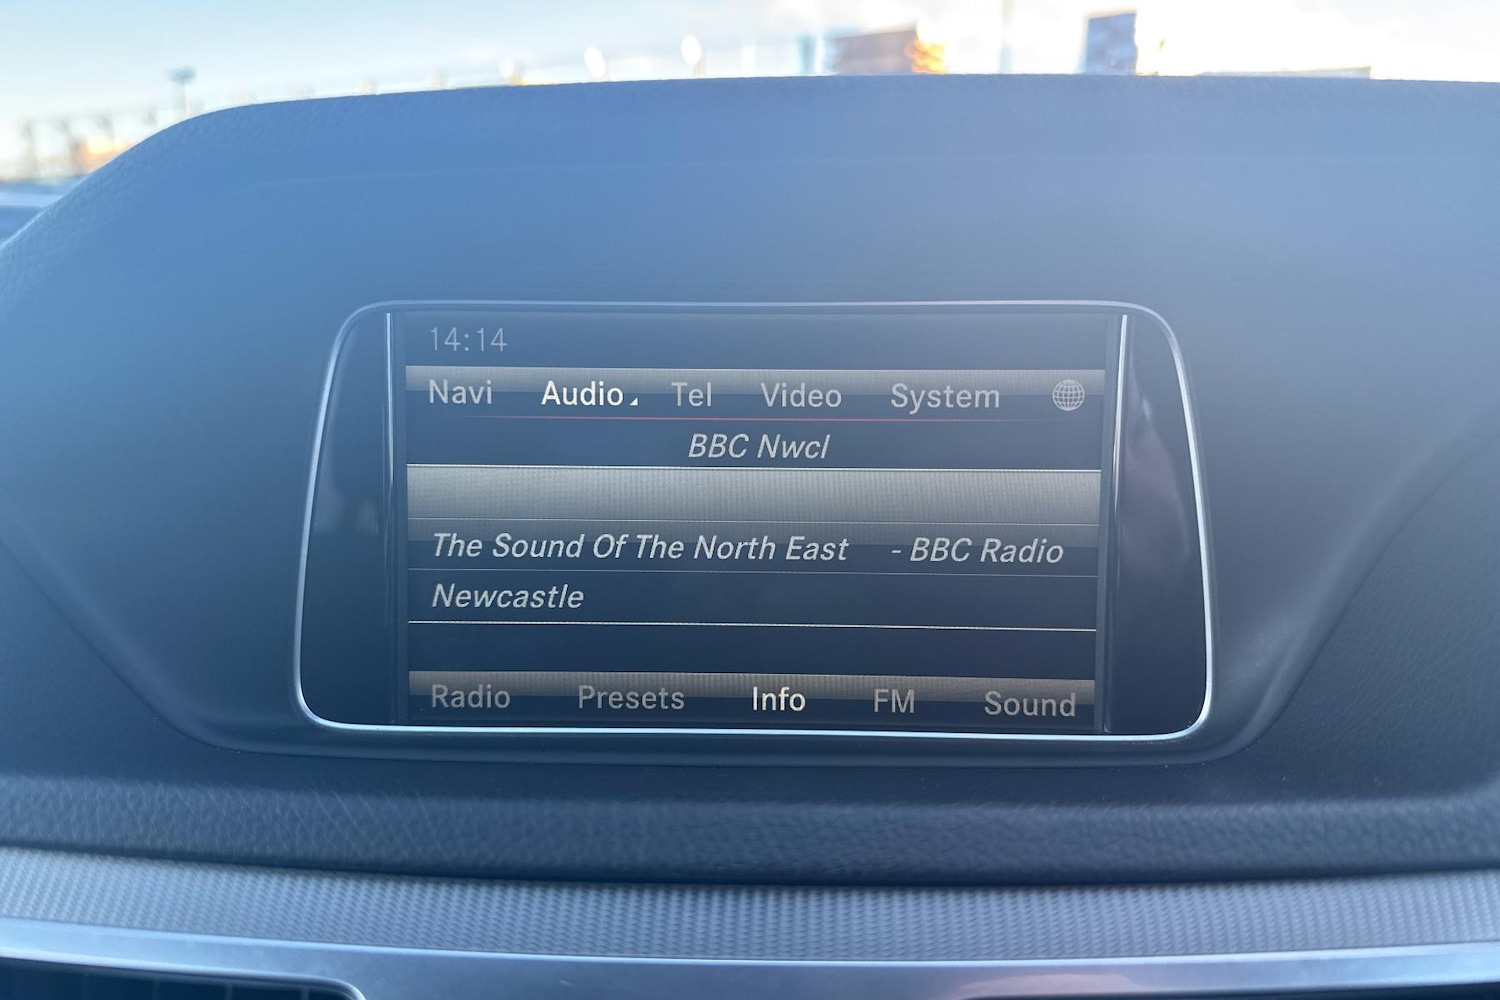 14:14
Navi Audio Tel Video System
BBC Nwcl
The Sound Of The North East - BBC Radio
Newcastle
Radio Presets Info FM Sound